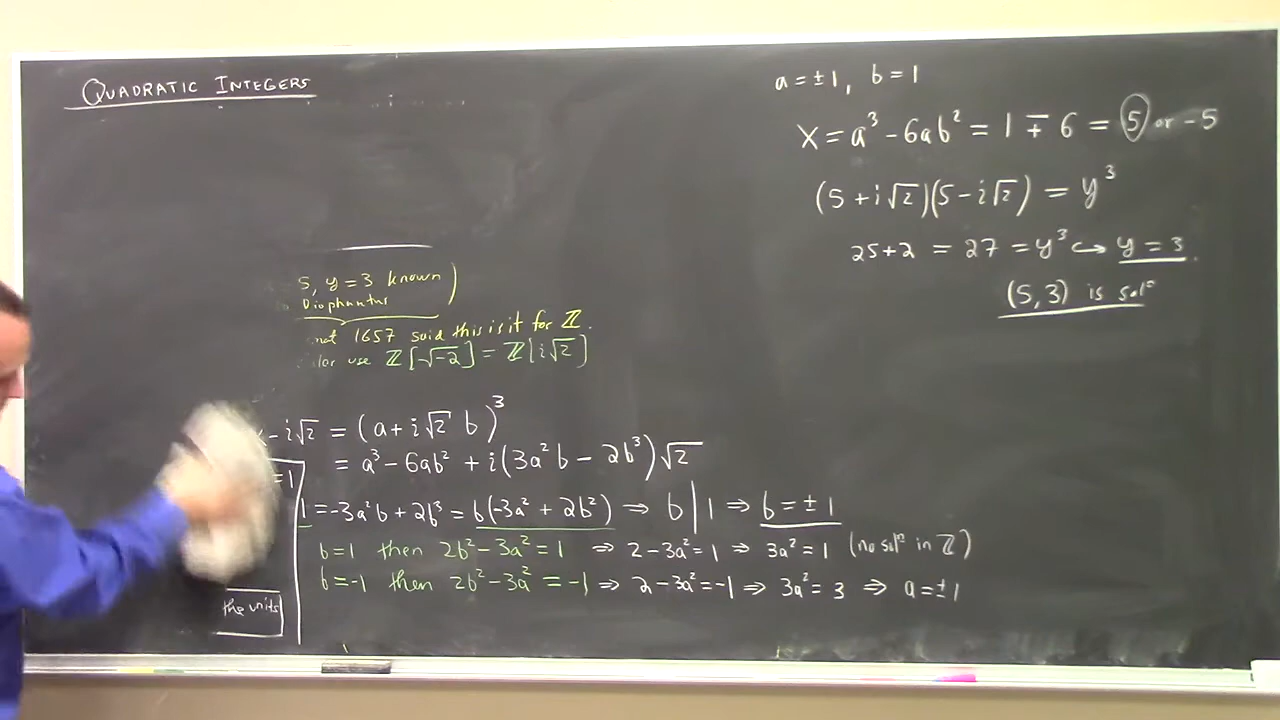 QUADRATIC INTEGERS
5, y = 3 known)
Diophantus
1657 said this is it for ℤ.
use ℤ[√-2] = ℤ[i√2]
x - i√2 = (a + i√2 b)³
= a³ - 6ab² + i(3a²b - 2b³)√2
=1
1 = -3a²b + 2b³ = b(-3a² + 2b²) ⇒ b | 1 ⇒ b = ±1
b=1 then 2b² - 3a² = 1 ⇒ 2 - 3a² = 1 ⇒ 3a² = 1 (no solⁿ in ℤ)
b=-1 then 2b² - 3a² = -1 ⇒ 2 - 3a² = -1 ⇒ 3a² = 3 ⇒ a = ±1
the units
a = ±1, b = 1
X = a³ - 6ab² = 1 ∓ 6 = 5 or -5
(5 + i√2)(5 - i√2) = y³
25 + 2 = 27 = y³ ↪ y = 3.
(5, 3) is solⁿ